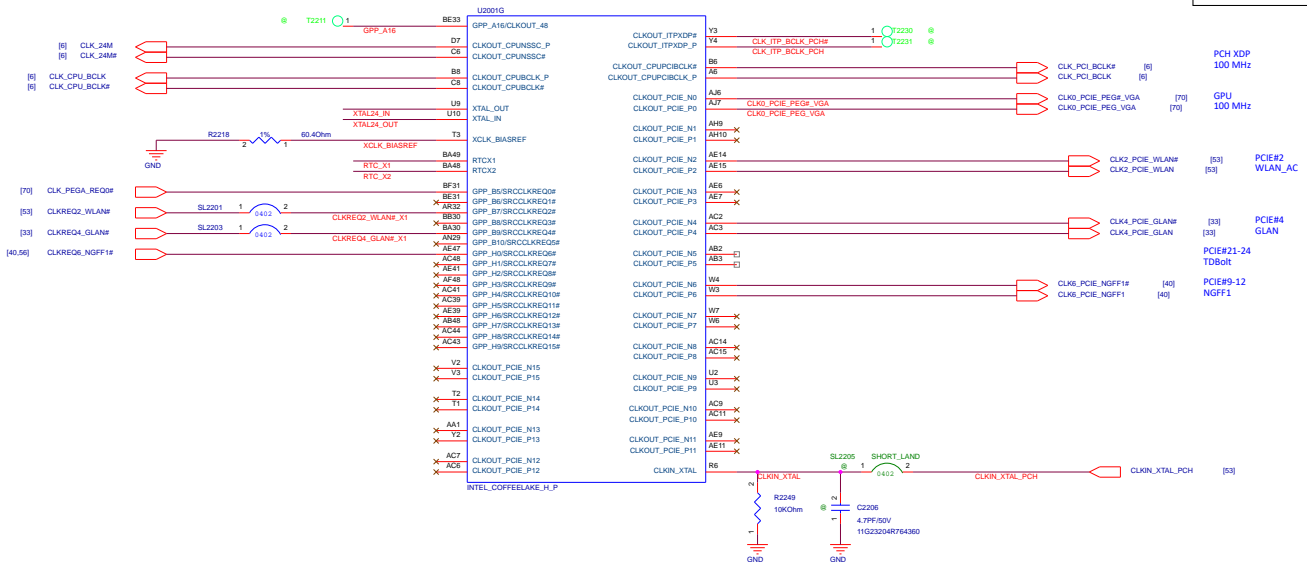 U2001G
@ T2211 1 BE33 GPP_A16/CLKOUT_48
GPP_A16
[6] CLK_24M D7 CLKOUT_CPUNSSC_P
[6] CLK_24M# C6 CLKOUT_CPUNSSC#
[6] CLK_CPU_BCLK B8 CLKOUT_CPUBCLK_P
[6] CLK_CPU_BCLK# C8 CLKOUT_CPUBCLK#
U9 XTAL_OUT
XTAL24_IN U10 XTAL_IN
XTAL24_OUT
R2218 1% 60.4Ohm T3 XCLK_BIASREF
2 1 XCLK_BIASREF
GND
BA49 RTCX1
RTC_X1 BA48 RTCX2
RTC_X2
[70] CLK_PEGA_REQ0# BF31 GPP_B5/SRCCLKREQ0#
BE31 GPP_B6/SRCCLKREQ1#
[53] CLKREQ2_WLAN# SL2201 1 0402 2 CLKREQ2_WLAN#_X1 AR32 GPP_B7/SRCCLKREQ2#
BB30 GPP_B8/SRCCLKREQ3#
[33] CLKREQ4_GLAN# SL2203 1 0402 2 CLKREQ4_GLAN#_X1 BA30 GPP_B9/SRCCLKREQ4#
AN29 GPP_B10/SRCCLKREQ5#
[40,56] CLKREQ6_NGFF1# AE47 GPP_H0/SRCCLKREQ6#
AC48 GPP_H1/SRCCLKREQ7#
AE41 GPP_H2/SRCCLKREQ8#
AF48 GPP_H3/SRCCLKREQ9#
AC41 GPP_H4/SRCCLKREQ10#
AC39 GPP_H5/SRCCLKREQ11#
AE39 GPP_H6/SRCCLKREQ12#
AB48 GPP_H7/SRCCLKREQ13#
AC44 GPP_H8/SRCCLKREQ14#
AC43 GPP_H9/SRCCLKREQ15#
V2 CLKOUT_PCIE_N15
V3 CLKOUT_PCIE_P15
T2 CLKOUT_PCIE_N14
T1 CLKOUT_PCIE_P14
AA1 CLKOUT_PCIE_N13
Y2 CLKOUT_PCIE_P13
AC7 CLKOUT_PCIE_N12
AC6 CLKOUT_PCIE_P12
INTEL_COFFEELAKE_H_P
CLKOUT_ITPXDP# Y3 1 T2230 @
CLKOUT_ITPXDP_P Y4 CLK_ITP_BCLK_PCH# 1 T2231 @
CLK_ITP_BCLK_PCH
PCH XDP
100 MHz
CLKOUT_CPUPCIBCLK# B6 CLK_PCI_BCLK# [6]
CLKOUT_CPUPCIBCLK_P A6 CLK_PCI_BCLK [6]
CLKOUT_PCIE_N0 AJ6 CLK0_PCIE_PEG#_VGA [70] GPU
CLKOUT_PCIE_P0 AJ7 CLK0_PCIE_PEG#_VGA CLK0_PCIE_PEG_VGA [70] 100 MHz
CLK0_PCIE_PEG_VGA
CLKOUT_PCIE_N1 AH9
CLKOUT_PCIE_P1 AH10
CLKOUT_PCIE_N2 AE14 CLK2_PCIE_WLAN# [53] PCIE#2
CLKOUT_PCIE_P2 AE15 CLK2_PCIE_WLAN [53] WLAN_AC
CLKOUT_PCIE_N3 AE6
CLKOUT_PCIE_P3 AE7
CLKOUT_PCIE_N4 AC2 CLK4_PCIE_GLAN# [33] PCIE#4
CLKOUT_PCIE_P4 AC3 CLK4_PCIE_GLAN [33] GLAN
CLKOUT_PCIE_N5 AB2 PCIE#21-24
CLKOUT_PCIE_P5 AB3 TDBolt
CLKOUT_PCIE_N6 W4 CLK6_PCIE_NGFF1# [40] PCIE#9-12
CLKOUT_PCIE_P6 W3 CLK6_PCIE_NGFF1 [40] NGFF1
CLKOUT_PCIE_N7 W7
CLKOUT_PCIE_P7 W6
CLKOUT_PCIE_N8 AC14
CLKOUT_PCIE_P8 AC15
CLKOUT_PCIE_N9 U2
CLKOUT_PCIE_P9 U3
CLKOUT_PCIE_N10 AC9
CLKOUT_PCIE_P10 AC11
CLKOUT_PCIE_N11 AE9
CLKOUT_PCIE_P11 AE11
SL2205 SHORT_LAND
CLKIN_XTAL R6 @ 1 0402 2 CLKIN_XTAL_PCH [53]
CLKIN_XTAL CLKIN_XTAL_PCH
2 R2249 10KOhm 1
GND
@ 2 C2206 1
4.7PF/50V
11G23204R764360
GND